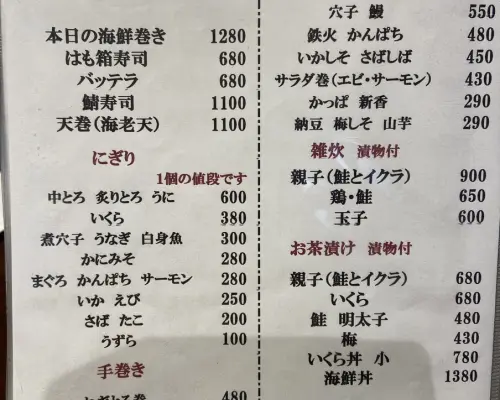 本日の海鮮巻き 1280
はも箱寿司 680
バッテラ 680
鯖寿司 1100
天巻(海老天) 1100
にぎり
1個の値段です
中とろ 炙りとろ うに 600
いくら 380
煮穴子 うなぎ 白身魚 300
かにみそ 280
まぐろ かんぱち サーモン 280
いか えび 250
さば たこ 200
うずら 100
手巻き
480
穴子 鰻 550
鉄火 かんぱち 480
いかしそ さばしば 450
サラダ巻(エビ・サーモン) 430
かっぱ 新香 290
納豆 梅しそ 山芋 290
雑炊 漬物付
親子(鮭とイクラ) 900
鶏・鮭 650
玉子 600
お茶漬け 漬物付
親子(鮭とイクラ) 680
いくら 680
鮭 明太子 480
梅 430
いくら丼 小 780
海鮮丼 1380